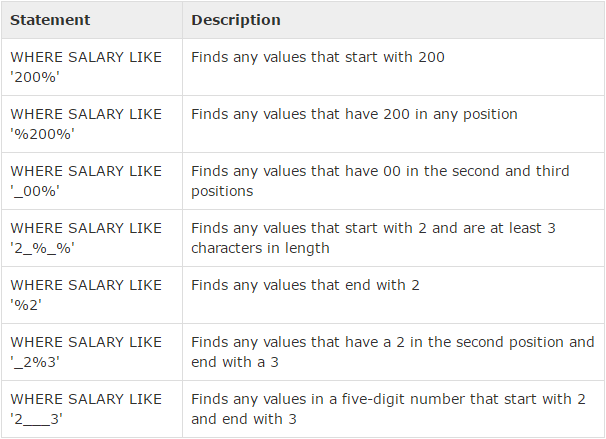 Statement Description
WHERE SALARY LIKE Finds any values that start with 200
'200%'
WHERE SALARY LIKE Finds any values that have 200 in any position
'%200%'
WHERE SALARY LIKE Finds any values that have 00 in the second and third
'_00%' positions
WHERE SALARY LIKE Finds any values that start with 2 and are at least 3
'2_%_%' characters in length
WHERE SALARY LIKE Finds any values that end with 2
'%2'
WHERE SALARY LIKE Finds any values that have a 2 in the second position and
'_2%3' end with a 3
WHERE SALARY LIKE Finds any values in a five-digit number that start with 2
'2___3' and end with 3